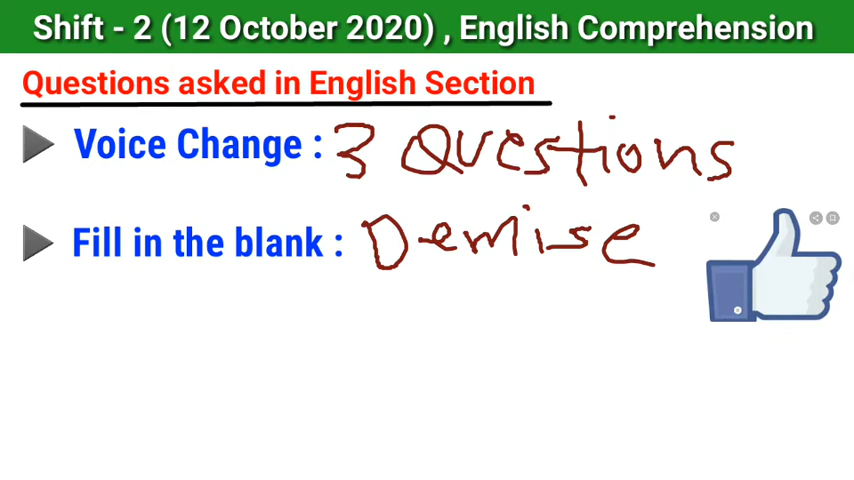 Shift - 2 (12 October 2020) , English Comprehension
Questions asked in English Section
Voice Change : 3 Questions
Fill in the blank : Demise